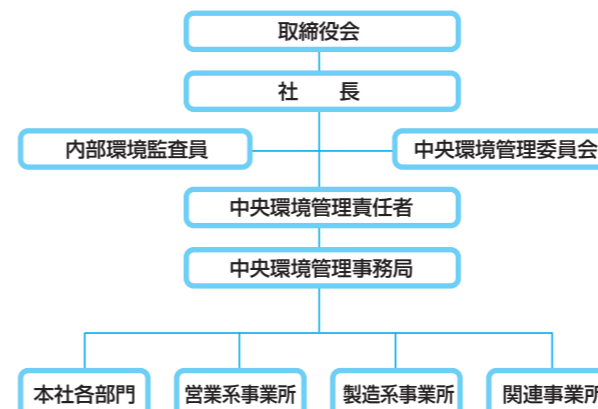 取締役会
社　　長
内部環境監査員
中央環境管理委員会
中央環境管理責任者
中央環境管理事務局
本社各部門
営業系事業所
製造系事業所
関連事業所